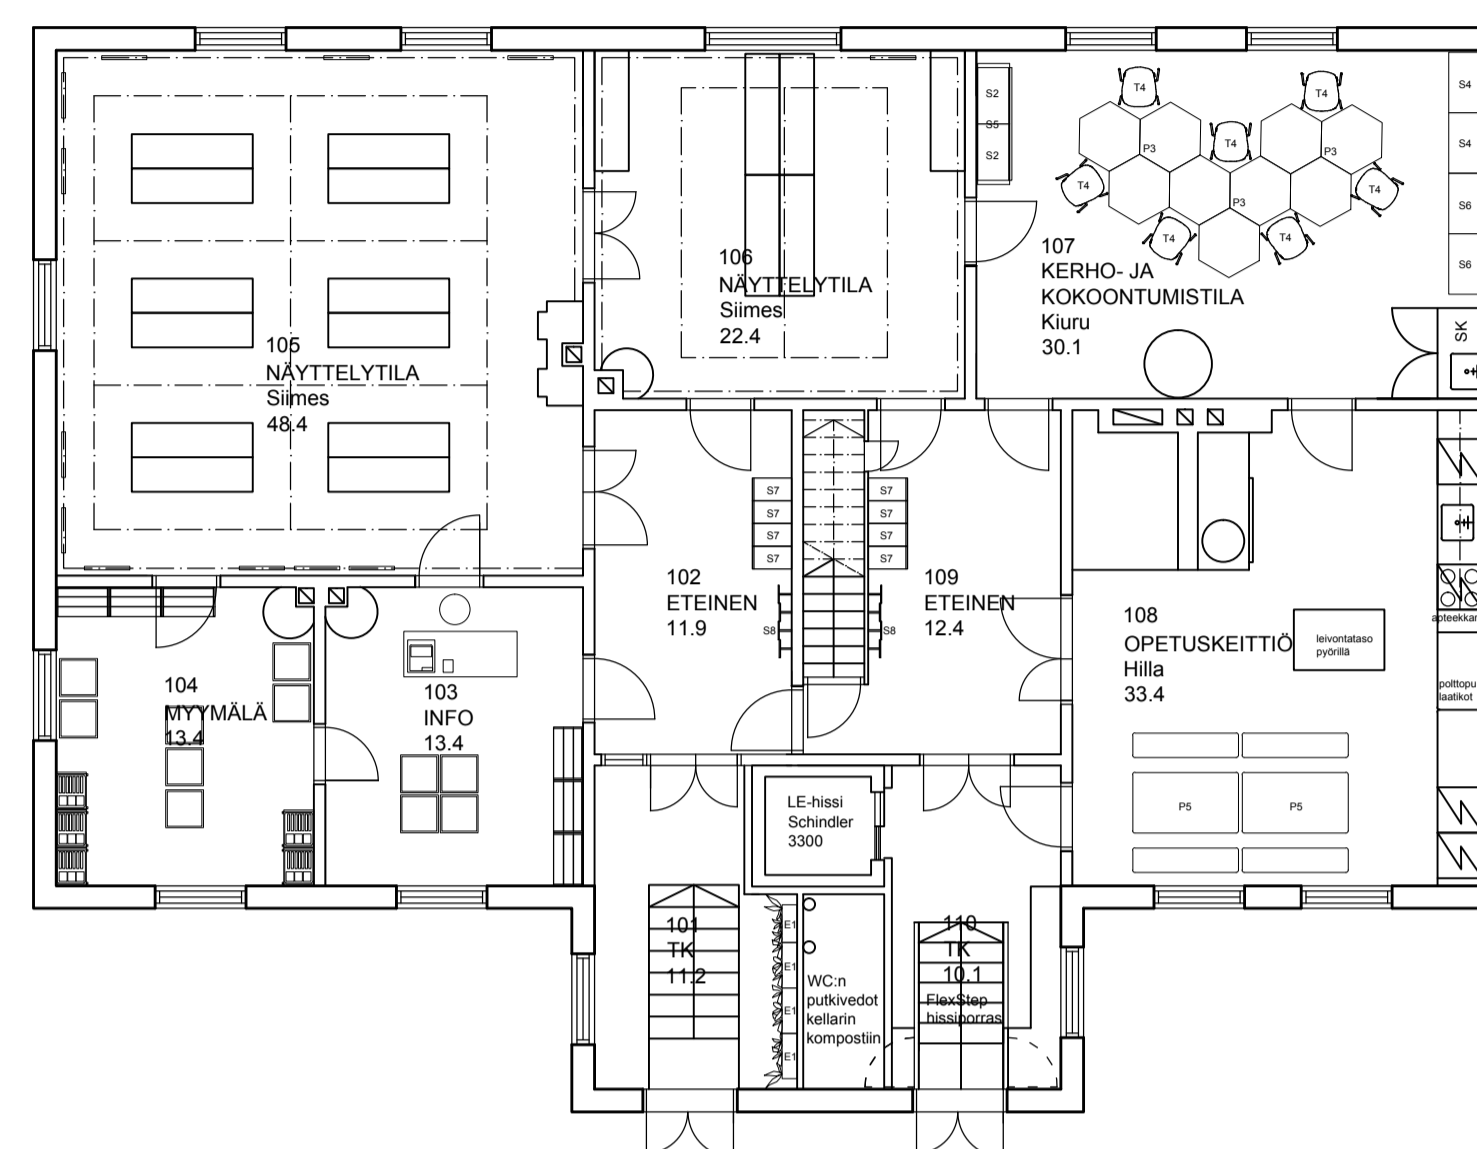 S2
S5
S2
T4
T4
T4
T4
T4
T4
T4
P3
P3
P3
S4
S4
S6
S6
SK
105
NÄYTTELYTILA
Siimes
48.4
106
NÄYTTELYTILA
Siimes
22.4
107
KERHO- JA
KOKOONTUMISTILA
Kiuru
30.1
S7
S7
S7
S7
S7
S7
S7
S7
S8
S8
102
ETEINEN
11.9
109
ETEINEN
12.4
108
OPETUSKEITTIÖ
Hilla
33.4
leivontataso
pyörillä
apteekkar
polttopu
laatikot
104
MYYMÄLÄ
13.4
103
INFO
13.4
P5
P5
LE-hissi
Schindler
3300
101
TK
11.2
E1
E1
E1
E1
WC:n
putkivedot
kellarin
kompostiin
110
TK
10.1
FlexStep
hissiporras